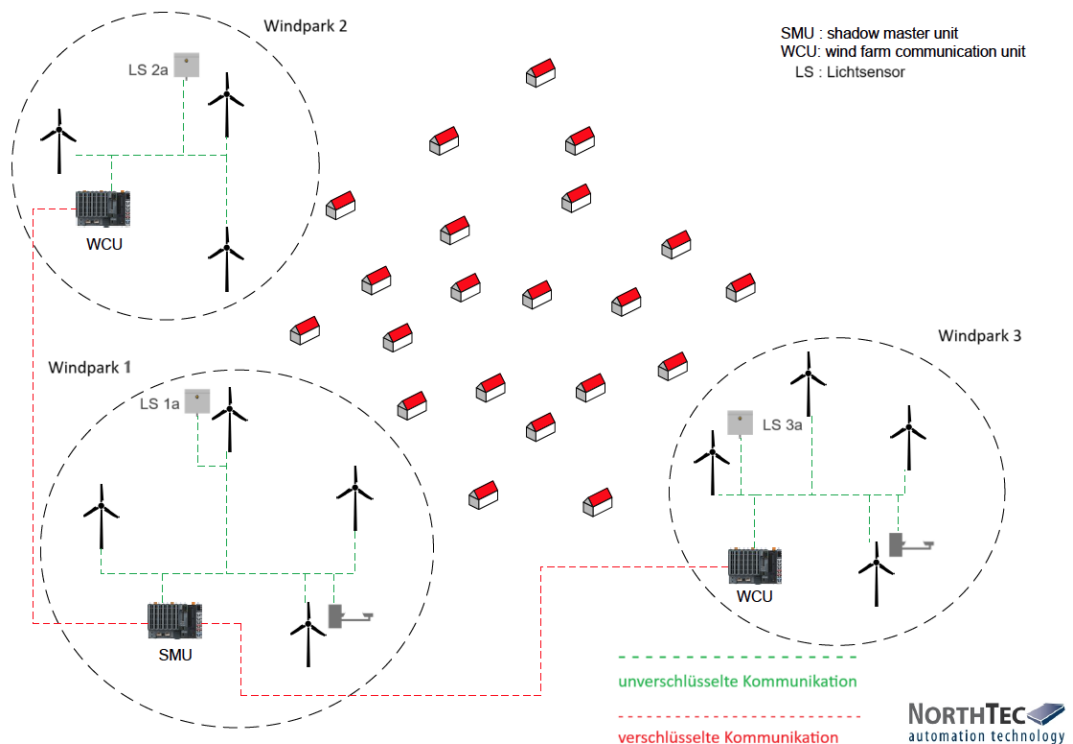 Windpark 2
SMU : shadow master unit
WCU: wind farm communication unit
LS : Lichtsensor
LS 2a
WCU
Windpark 1
Windpark 3
LS 1a
LS 3a
WCU
SMU
unverschlüsselte Kommunikation
verschlüsselte Kommunikation
NORTHTEC
automation technology